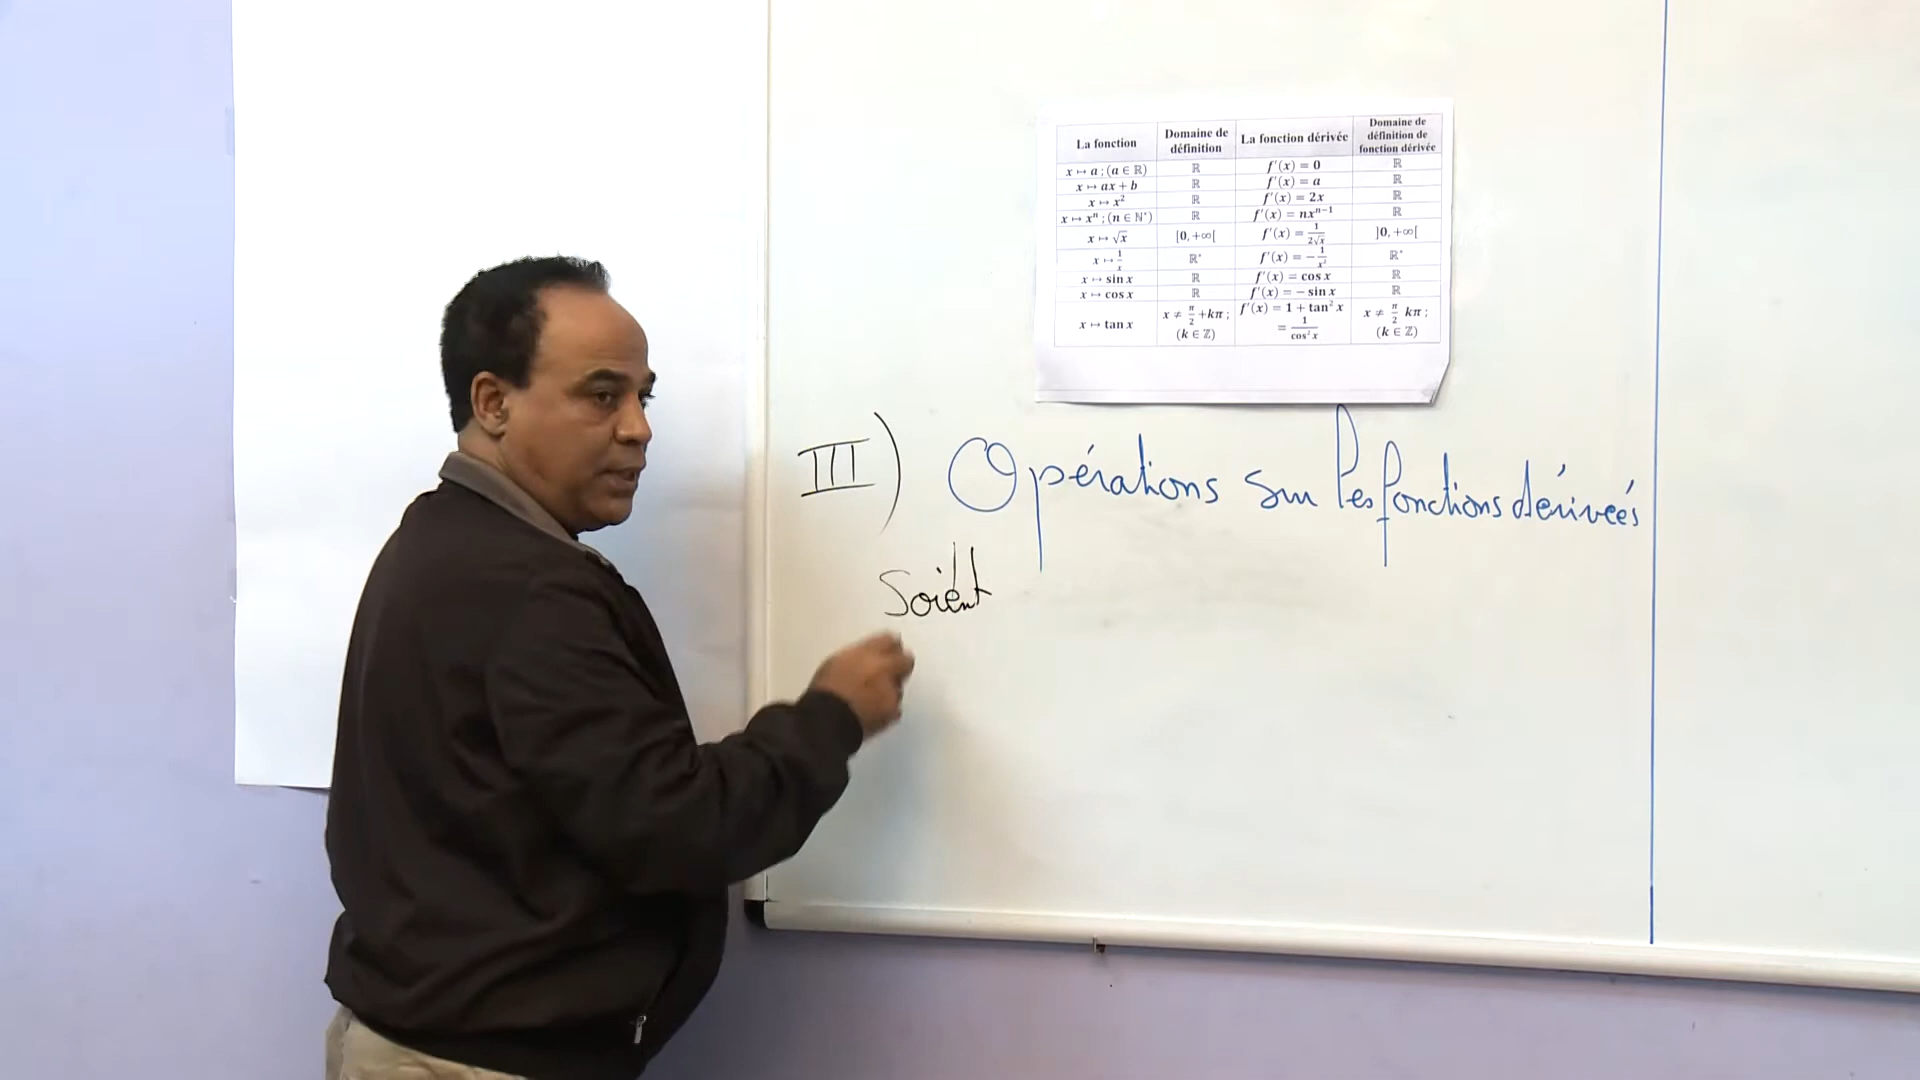 La fonction | Domaine de définition | La fonction dérivée | Domaine de définition de fonction dérivée
x ↦ a ; (a ∈ ℝ) | ℝ | f'(x) = 0 | ℝ
x ↦ ax + b | ℝ | f'(x) = a | ℝ
x ↦ x² | ℝ | f'(x) = 2x | ℝ
x ↦ xⁿ ; (n ∈ ℕ*) | ℝ | f'(x) = nxⁿ⁻¹ | ℝ
x ↦ √x | [0, +∞[ | f'(x) = 1/(2√x) | ]0, +∞[
x ↦ 1/x | ℝ* | f'(x) = −1/x² | ℝ*
x ↦ sin x | ℝ | f'(x) = cos x | ℝ
x ↦ cos x | ℝ | f'(x) = − sin x | ℝ
x ↦ tan x | x ≠ π/2 +kπ ; (k ∈ ℤ) | f'(x) = 1 + tan² x = 1/cos² x | x ≠ π/2 kπ ; (k ∈ ℤ)
III) Opérations sur les fonctions dérivées
Soient